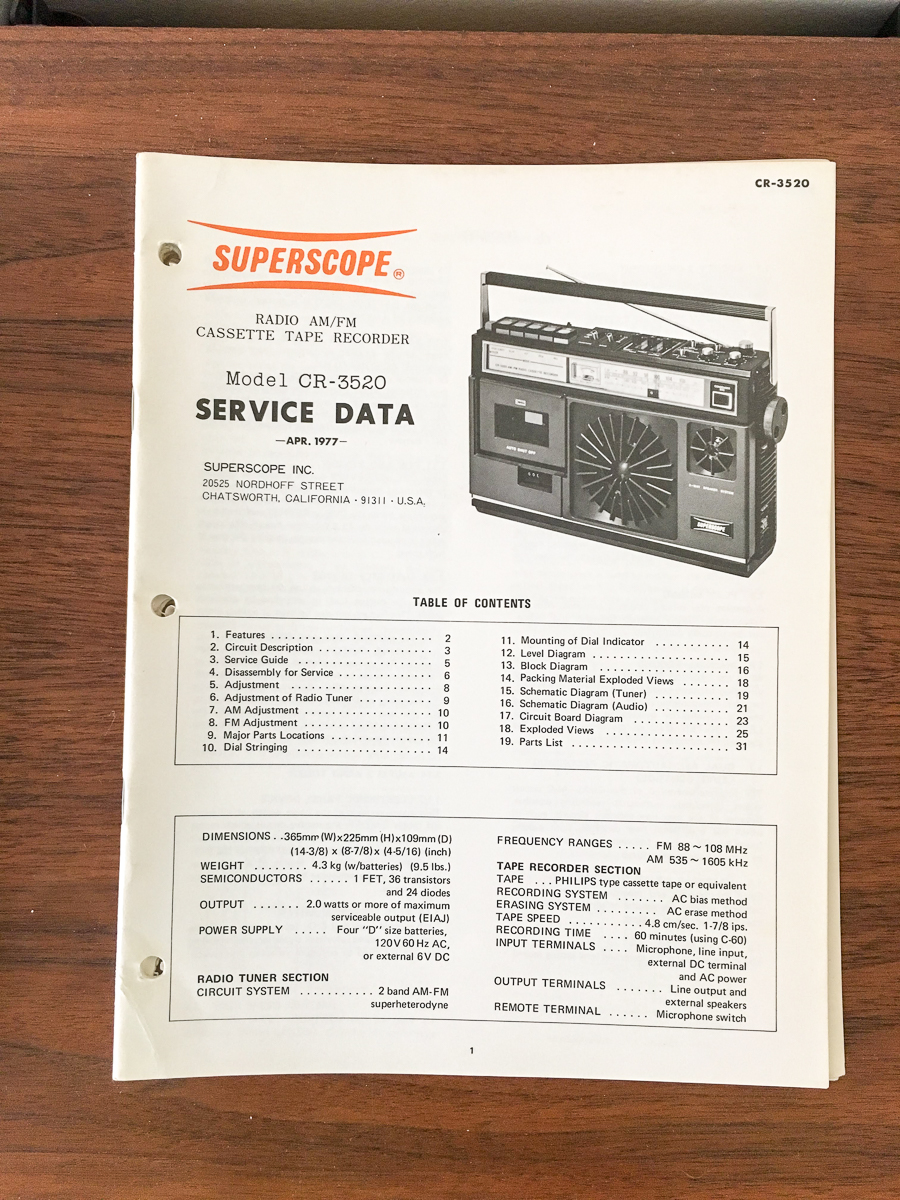 CR-3520
SUPERSCOPE®
RADIO AM/FM
CASSETTE TAPE RECORDER
Model CR-3520
SERVICE DATA
—APR. 1977—
SUPERSCOPE INC.
20525 NORDHOFF STREET
CHATSWORTH, CALIFORNIA · 91311 · U.S.A.
AUTO SHUT OFF
SUPERSCOPE
TABLE OF CONTENTS
1. Features . . . . . . . . . . . . . . . . . . . . . . . . 2
2. Circuit Description . . . . . . . . . . . . . . . . . 3
3. Service Guide . . . . . . . . . . . . . . . . . . . . 5
4. Disassembly for Service . . . . . . . . . . . . . . 6
5. Adjustment . . . . . . . . . . . . . . . . . . . . . 8
6. Adjustment of Radio Tuner . . . . . . . . . . . . 9
7. AM Adjustment . . . . . . . . . . . . . . . . . . . . 10
8. FM Adjustment . . . . . . . . . . . . . . . . . . . . 10
9. Major Parts Locations . . . . . . . . . . . . . . . 11
10. Dial Stringing . . . . . . . . . . . . . . . . . . . . 14
11. Mounting of Dial Indicator . . . . . . . . . . . 14
12. Level Diagram . . . . . . . . . . . . . . . . . . . . 15
13. Block Diagram . . . . . . . . . . . . . . . . . . . 16
14. Packing Material Exploded Views . . . . . . . 18
15. Schematic Diagram (Tuner) . . . . . . . . . . . 19
16. Schematic Diagram (Audio) . . . . . . . . . . . 21
17. Circuit Board Diagram . . . . . . . . . . . . . . 23
18. Exploded Views . . . . . . . . . . . . . . . . . . 25
19. Parts List . . . . . . . . . . . . . . . . . . . . . . . 31
DIMENSIONS . . 365mm (W)x225mm (H)x109mm (D)
(14-3/8) x (8-7/8) x (4-5/16) (inch)
WEIGHT . . . . . . . . 4.3 kg (w/batteries) (9.5 lbs.)
SEMICONDUCTORS . . . . . . 1 FET, 36 transistors
and 24 diodes
OUTPUT . . . . . . . 2.0 watts or more of maximum
serviceable output (EIAJ)
POWER SUPPLY . . . . . Four "D" size batteries,
120V 60 Hz AC,
or external 6V DC
RADIO TUNER SECTION
CIRCUIT SYSTEM . . . . . . . . . . . 2 band AM-FM
superheterodyne
FREQUENCY RANGES . . . . . FM 88 ~ 108 MHz
AM 535 ~ 1605 kHz
TAPE RECORDER SECTION
TAPE . . . PHILIPS type cassette tape or equivalent
RECORDING SYSTEM . . . . . . . AC bias method
ERASING SYSTEM . . . . . . . . . AC erase method
TAPE SPEED . . . . . . . . . . . 4.8 cm/sec. 1-7/8 ips.
RECORDING TIME . . . . 60 minutes (using C-60)
INPUT TERMINALS . . . . Microphone, line input,
external DC terminal
and AC power
OUTPUT TERMINALS . . . . . . . Line output and
external speakers
REMOTE TERMINAL . . . . . . Microphone switch
1